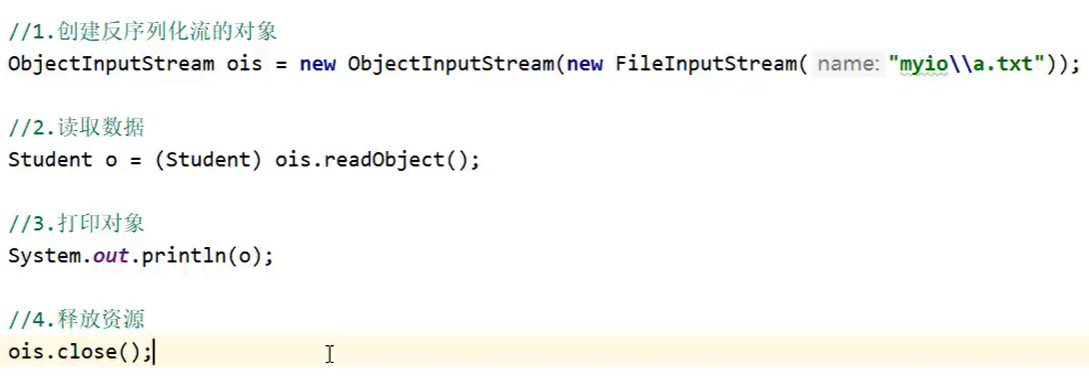 //1.创建反序列化流的对象
ObjectInputStream ois = new ObjectInputStream(new FileInputStream( name: "myio\\a.txt"));
//2.读取数据
Student o = (Student) ois.readObject();
//3.打印对象
System.out.println(o);
//4.释放资源
ois.close();